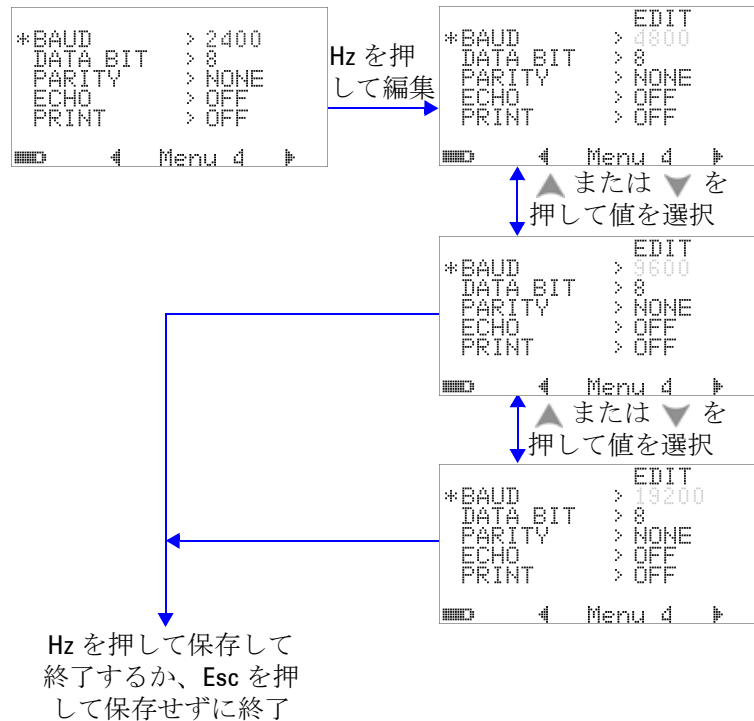 *BAUD > 2400
DATA BIT > 8
PARITY > NONE
ECHO > OFF
PRINT > OFF
Menu 4
Hz を押
して編集
EDIT
*BAUD > 4800
DATA BIT > 8
PARITY > NONE
ECHO > OFF
PRINT > OFF
Menu 4
▲ または ▼ を
押して値を選択
EDIT
*BAUD > 9600
DATA BIT > 8
PARITY > NONE
ECHO > OFF
PRINT > OFF
Menu 4
▲ または ▼ を
押して値を選択
EDIT
*BAUD > 19200
DATA BIT > 8
PARITY > NONE
ECHO > OFF
PRINT > OFF
Menu 4
Hz を押して保存して
終了するか、Esc を押
して保存せずに終了